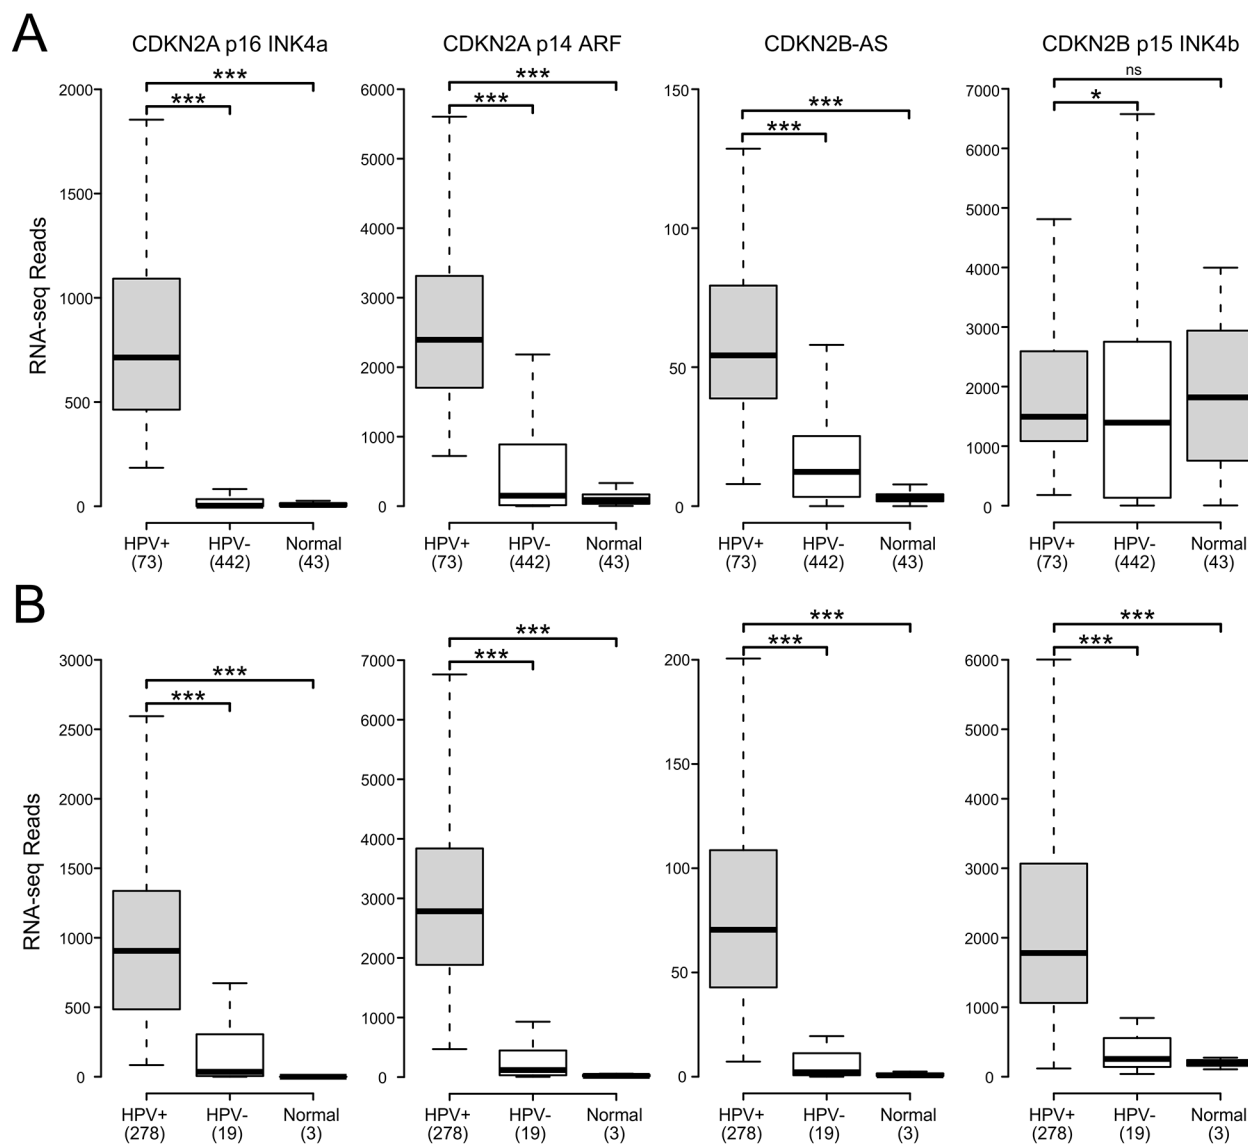 A
CDKN2A p16 INK4a
CDKN2A p14 ARF
CDKN2B-AS
CDKN2B p15 INK4b
RNA-seq Reads
2000
1500
1000
500
0
***
***
HPV+ HPV- Normal
(73) (442) (43)
6000
5000
4000
3000
2000
1000
0
***
***
HPV+ HPV- Normal
(73) (442) (43)
150
100
50
0
***
***
HPV+ HPV- Normal
(73) (442) (43)
7000
6000
5000
4000
3000
2000
1000
0
ns
*
HPV+ HPV- Normal
(73) (442) (43)
B
RNA-seq Reads
3000
2500
2000
1500
1000
500
0
***
***
HPV+ HPV- Normal
(278) (19) (3)
7000
6000
5000
4000
3000
2000
1000
0
***
***
HPV+ HPV- Normal
(278) (19) (3)
200
150
100
50
0
***
***
HPV+ HPV- Normal
(278) (19) (3)
6000
5000
4000
3000
2000
1000
0
***
***
HPV+ HPV- Normal
(278) (19) (3)